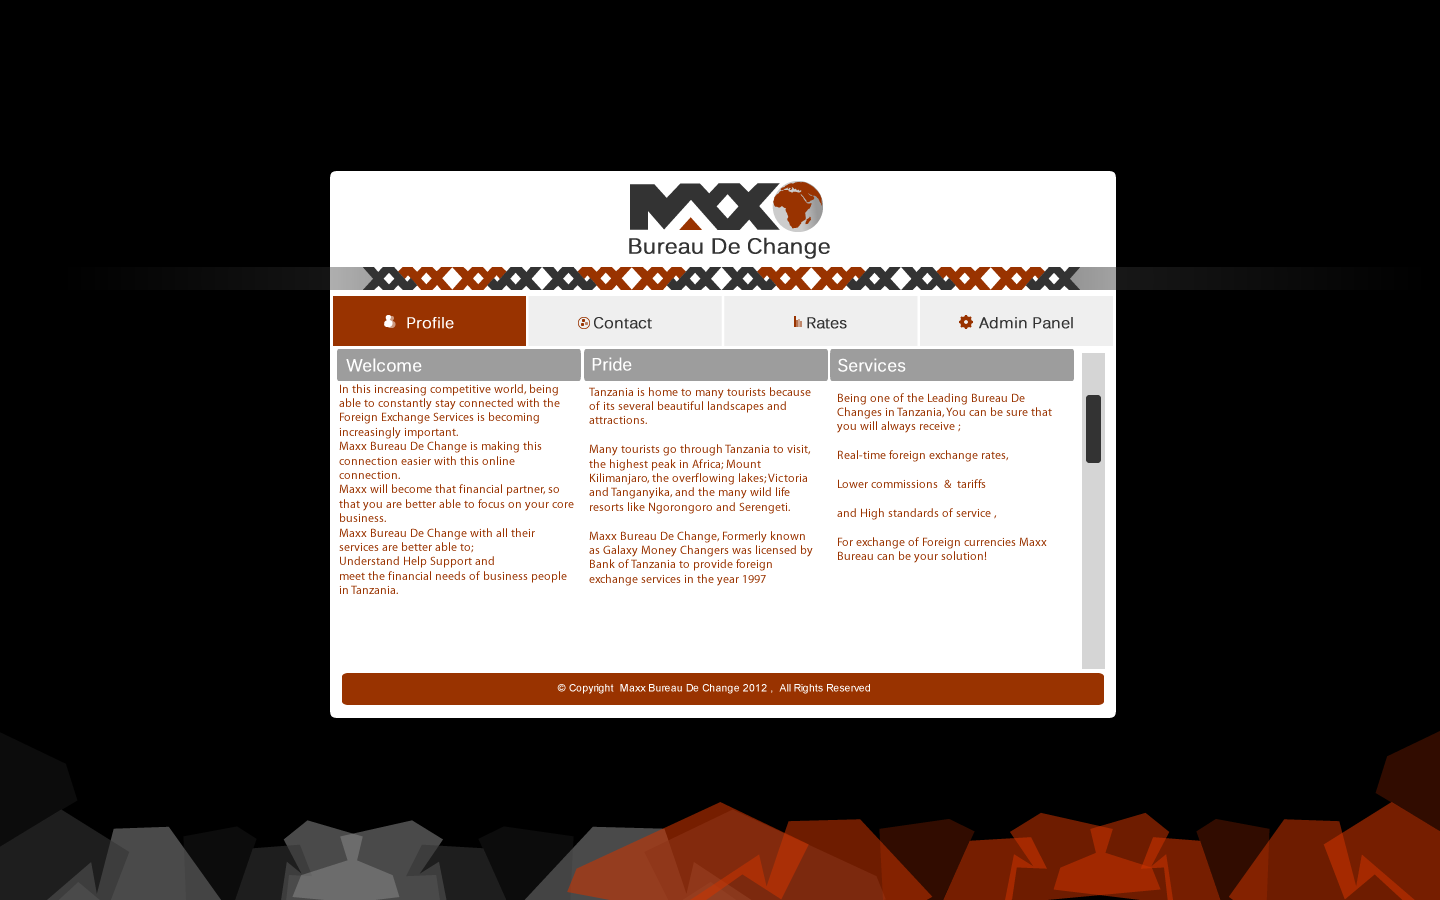 MAXX
Bureau De Change
Profile
Contact
Rates
Admin Panel
Welcome
In this increasing competitive world, being
able to constantly stay connected with the
Foreign Exchange Services is becoming
increasingly important.
Maxx Bureau De Change is making this
connection easier with this online
connection.
Maxx will become that financial partner, so
that you are better able to focus on your core
business.
Maxx Bureau De Change with all their
services are better able to;
Understand Help Support and
meet the financial needs of business people
in Tanzania.
Pride
Tanzania is home to many tourists because
of its several beautiful landscapes and
attractions.
Many tourists go through Tanzania to visit,
the highest peak in Africa; Mount
Kilimanjaro, the overflowing lakes; Victoria
and Tanganyika, and the many wild life
resorts like Ngorongoro and Serengeti.
Maxx Bureau De Change, Formerly known
as Galaxy Money Changers was licensed by
Bank of Tanzania to provide foreign
exchange services in the year 1997
Services
Being one of the Leading Bureau De
Changes in Tanzania, You can be sure that
you will always receive ;
Real-time foreign exchange rates,
Lower commissions & tariffs
and High standards of service ,
For exchange of Foreign currencies Maxx
Bureau can be your solution!
© Copyright Maxx Bureau De Change 2012 , All Rights Reserved